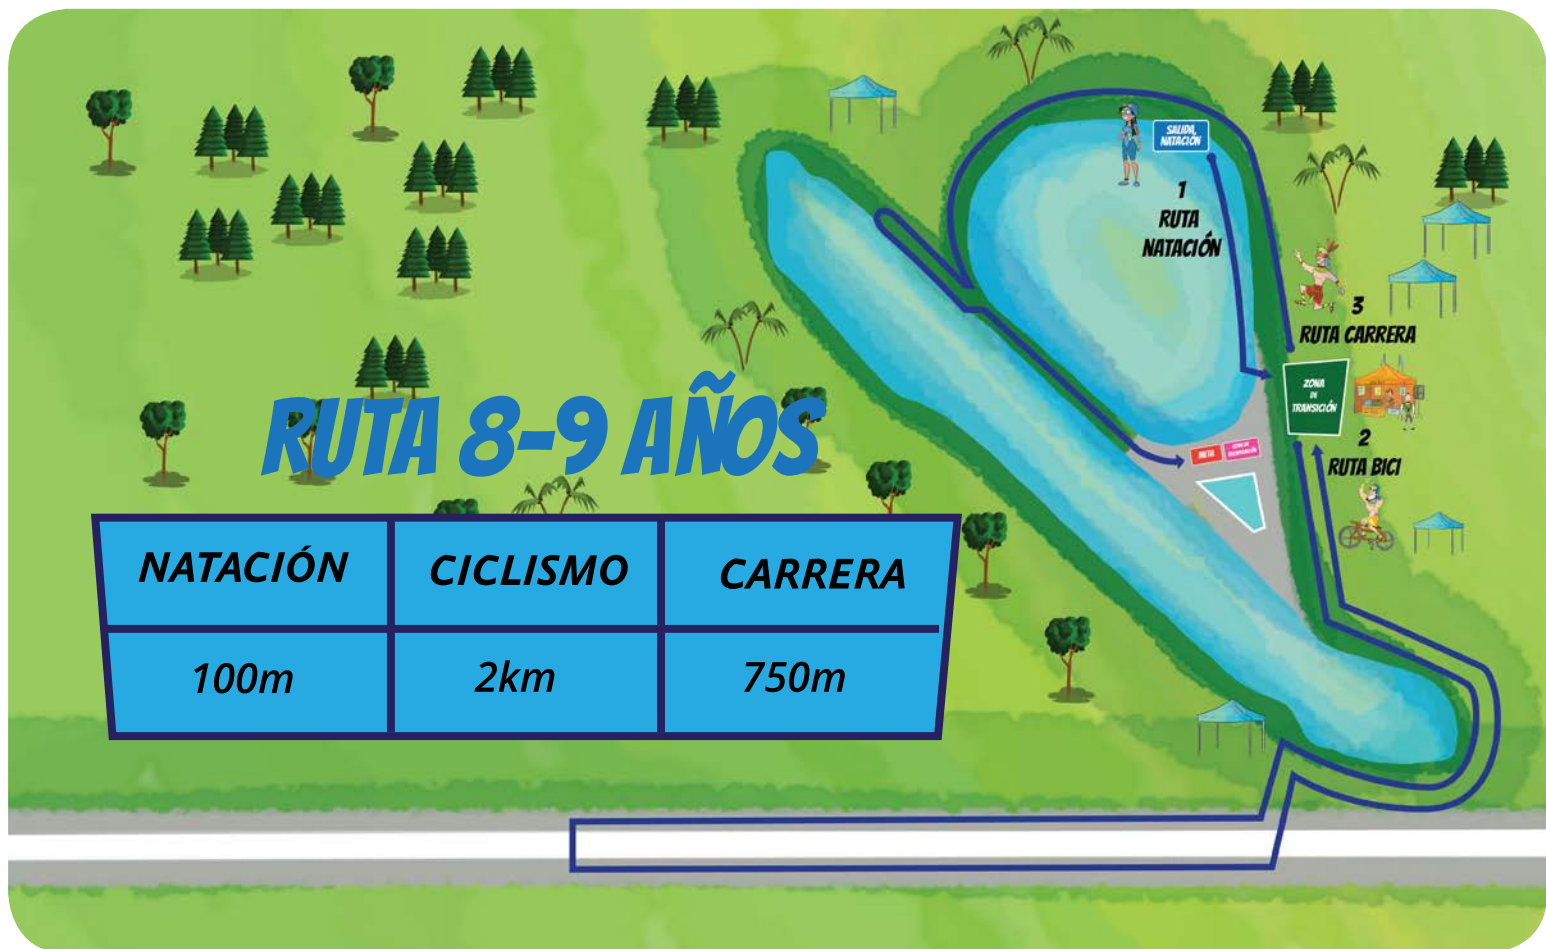 SALIDA,
NATACIÓN
1
RUTA
NATACIÓN
3
RUTA CARRERA
ZONA
DE
TRANSICIÓN
2
RUTA BICI
META
RUTA 8-9 AÑOS
NATACIÓN
CICLISMO
CARRERA
100m
2km
750m